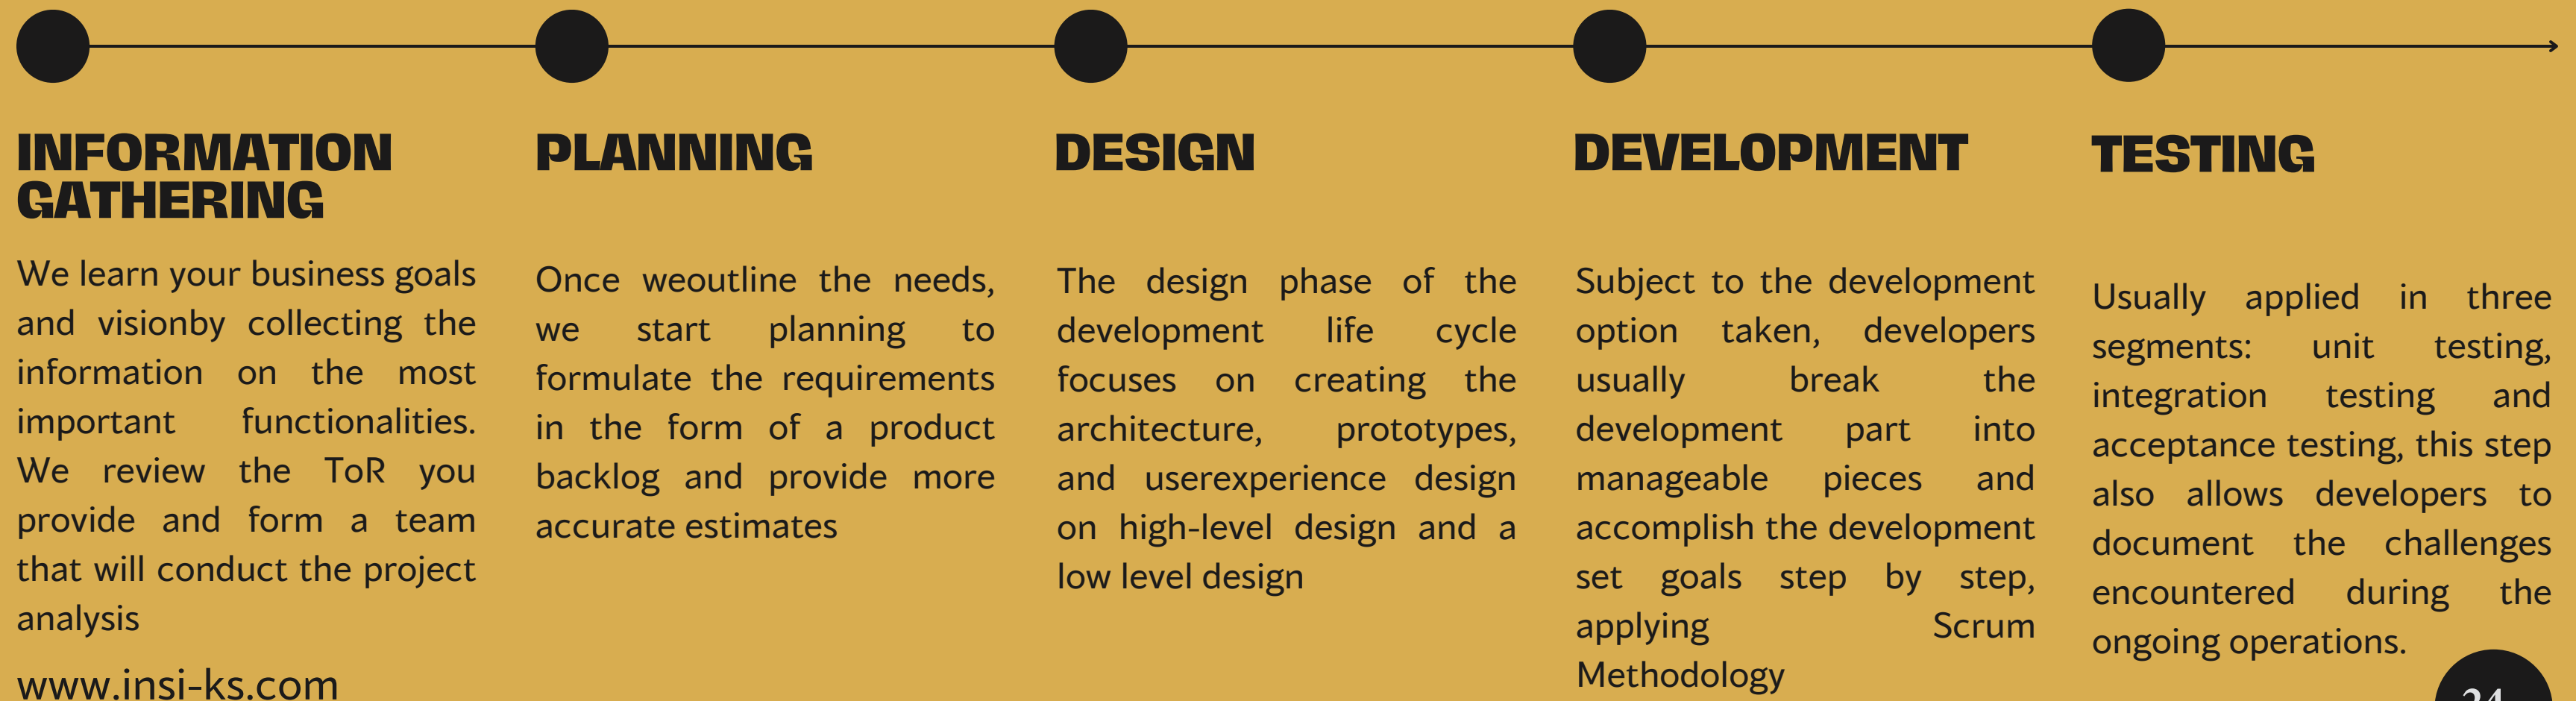 INFORMATION
GATHERING
We learn your business goals
and visionby collecting the
information on the most
important functionalities.
We review the ToR you
provide and form a team
that will conduct the project
analysis
PLANNING
Once weoutline the needs,
we start planning to
formulate the requirements
in the form of a product
backlog and provide more
accurate estimates
DESIGN
The design phase of the
development life cycle
focuses on creating the
architecture, prototypes,
and userexperience design
on high-level design and a
low level design
DEVELOPMENT
Subject to the development
option taken, developers
usually break the
development part into
manageable pieces and
accomplish the development
set goals step by step,
applying Scrum
Methodology
TESTING
Usually applied in three
segments: unit testing,
integration testing and
acceptance testing, this step
also allows developers to
document the challenges
encountered during the
ongoing operations.
www.insi-ks.com